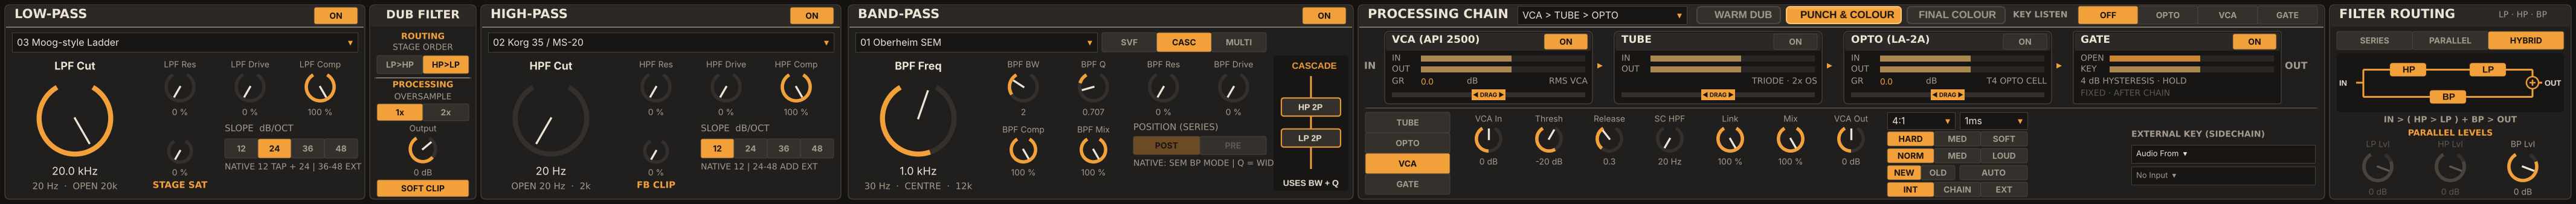 LOW-PASS
ON
03 Moog-style Ladder
LPF Cut
20.0 kHz
20 Hz · OPEN 20k
LPF Res
0 %
LPF Drive
0 %
LPF Comp
100 %
0 %
STAGE SAT
SLOPE dB/OCT
12 24 36 48
NATIVE 12 TAP + 24 | 36-48 EXT
DUB FILTER
ROUTING
STAGE ORDER
LP>HP HP>LP
PROCESSING
OVERSAMPLE
1x 2x
Output
0 dB
SOFT CLIP
HIGH-PASS
ON
02 Korg 35 / MS-20
HPF Cut
20 Hz
OPEN 20 Hz · 2k
HPF Res
0 %
HPF Drive
0 %
HPF Comp
100 %
0 %
FB CLIP
SLOPE dB/OCT
12 24 36 48
NATIVE 12 | 24-48 ADD EXT
BAND-PASS
ON
01 Oberheim SEM
SVF CASC MULTI
BPF Freq
1.0 kHz
30 Hz · CENTRE · 12k
BPF BW
2
BPF Q
0.707
BPF Res
0 %
BPF Drive
0 %
BPF Comp
100 %
BPF Mix
100 %
POSITION (SERIES)
POST PRE
NATIVE: SEM BP MODE | Q = WID
CASCADE
HP 2P
LP 2P
USES BW + Q
PROCESSING CHAIN
VCA > TUBE > OPTO
WARM DUB PUNCH & COLOUR FINAL COLOUR
KEY LISTEN
OFF OPTO VCA GATE
IN
VCA (API 2500) ON
IN
OUT
GR 0.0 dB RMS VCA
◀ DRAG ▶
TUBE ON
IN
OUT
TRIODE · 2x OS
◀ DRAG ▶
OPTO (LA-2A) ON
IN
OUT
GR 0.0 dB T4 OPTO CELL
◀ DRAG ▶
GATE ON
OPEN
KEY
4 dB HYSTERESIS · HOLD
FIXED · AFTER CHAIN
OUT
TUBE
OPTO
VCA
GATE
VCA In
0 dB
Thresh
-20 dB
Release
0.3
SC HPF
20 Hz
Link
100 %
Mix
100 %
VCA Out
0 dB
4:1 1ms
HARD MED SOFT
NORM MED LOUD
NEW OLD AUTO
INT CHAIN EXT
EXTERNAL KEY (SIDECHAIN)
Audio From
No Input
FILTER ROUTING
LP · HP · BP
SERIES PARALLEL HYBRID
IN HP LP BP OUT
IN > ( HP > LP ) + BP > OUT
PARALLEL LEVELS
LP Lvl
0 dB
HP Lvl
0 dB
BP Lvl
0 dB